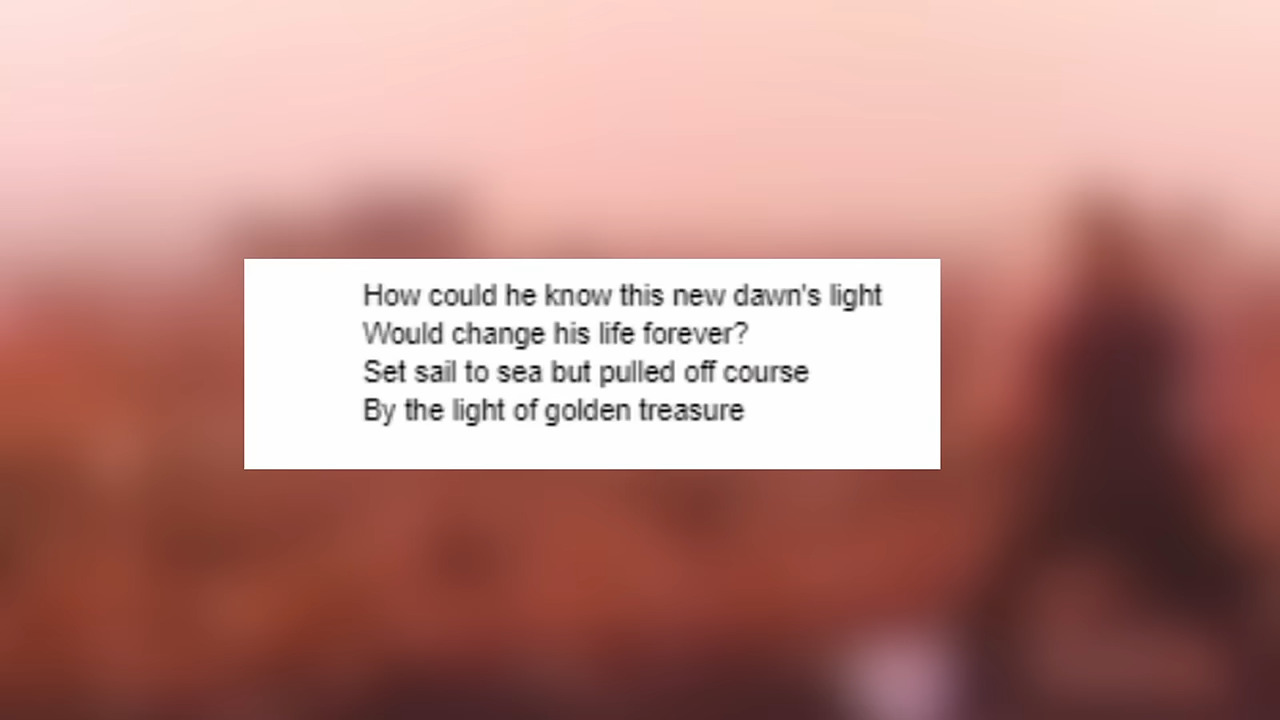 How could he know this new dawn's light
Would change his life forever?
Set sail to sea but pulled off course
By the light of golden treasure